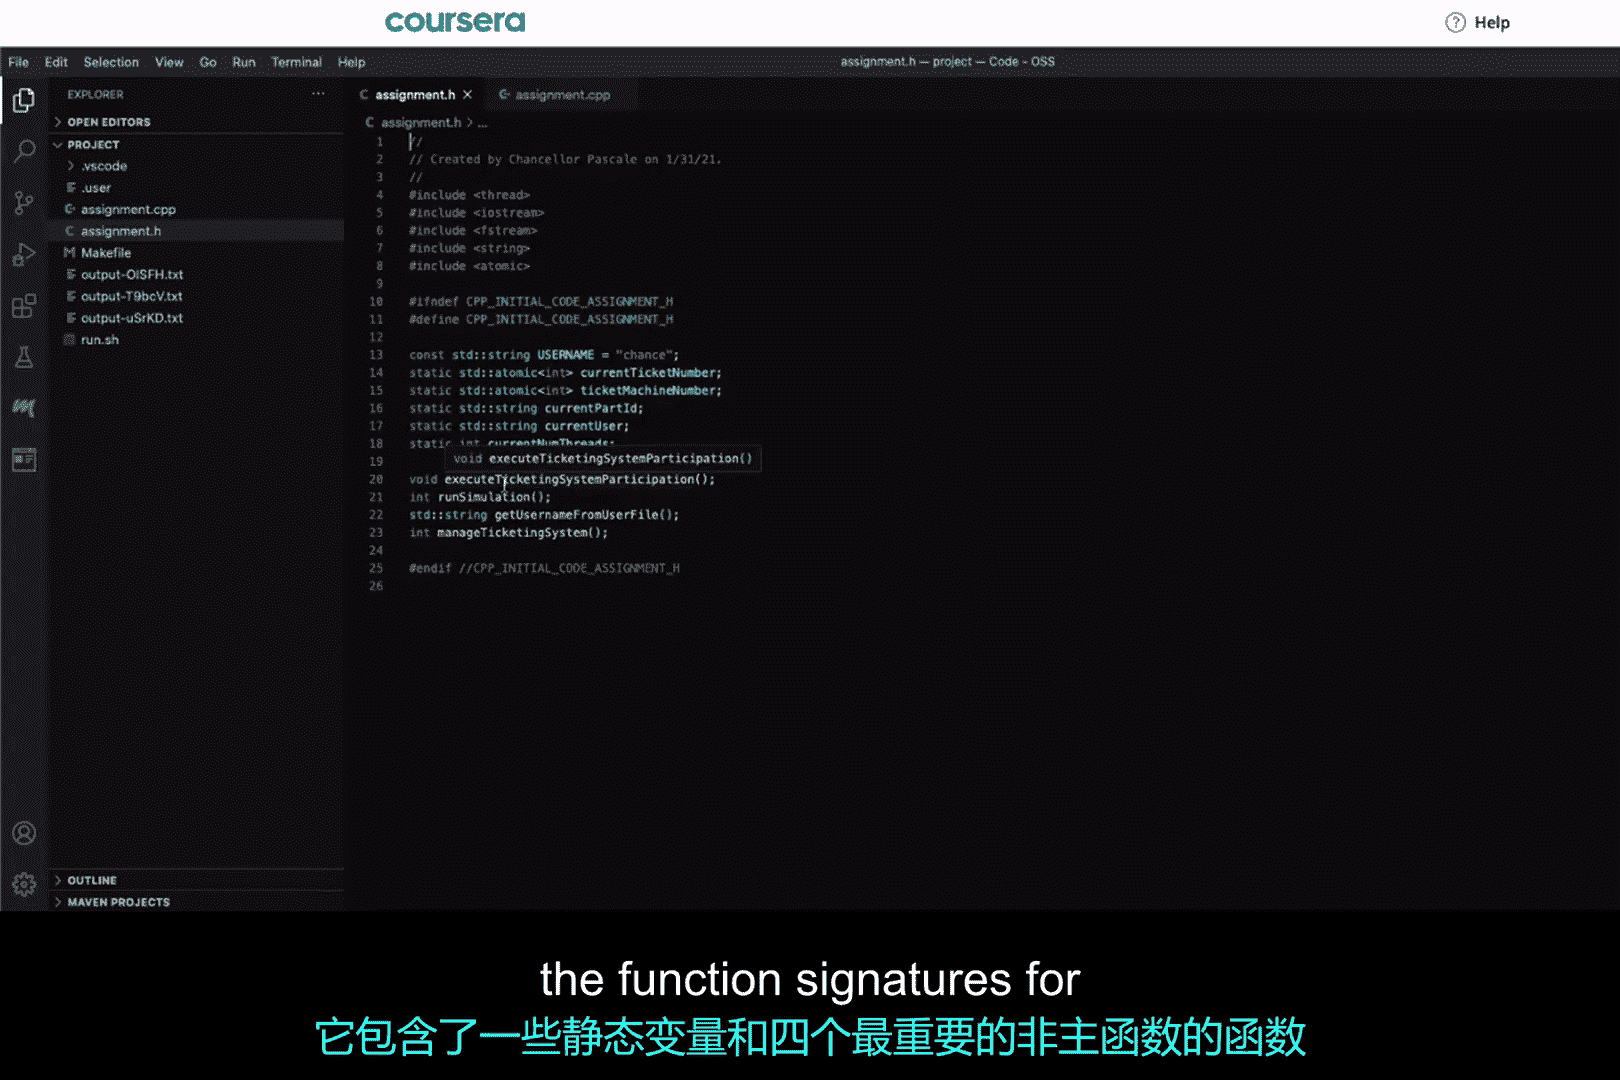 coursera
Help
File Edit Selection View Go Run Terminal Help
assignment.h — project — Code - OSS
EXPLORER
OPEN EDITORS
PROJECT
.vscode
.user
assignment.cpp
assignment.h
Makefile
output-OISFH.txt
output-T9bcV.txt
output-uSrKD.txt
run.sh
OUTLINE
MAVEN PROJECTS
assignment.h assignment.cpp
assignment.h > ...
1 //
2 // Created by Chancellor Pascale on 1/31/21.
3 //
4 #include <thread>
5 #include <iostream>
6 #include <fstream>
7 #include <string>
8 #include <atomic>
9
10 #ifndef CPP_INITIAL_CODE_ASSIGNMENT_H
11 #define CPP_INITIAL_CODE_ASSIGNMENT_H
12
13 const std::string USERNAME = "chance";
14 static std::atomic<int> currentTicketNumber;
15 static std::atomic<int> ticketMachineNumber;
16 static std::string currentPartId;
17 static std::string currentUser;
18 static int currentNumThreads;
19 void executeTicketingSystemParticipation()
20 void executeTicketingSystemParticipation();
21 int runSimulation();
22 std::string getUsernameFromUserFile();
23 int manageTicketingSystem();
24
25 #endif //CPP_INITIAL_CODE_ASSIGNMENT_H
26
the function signatures for
它包含了一些静态变量和四个最重要的非主函数的函数